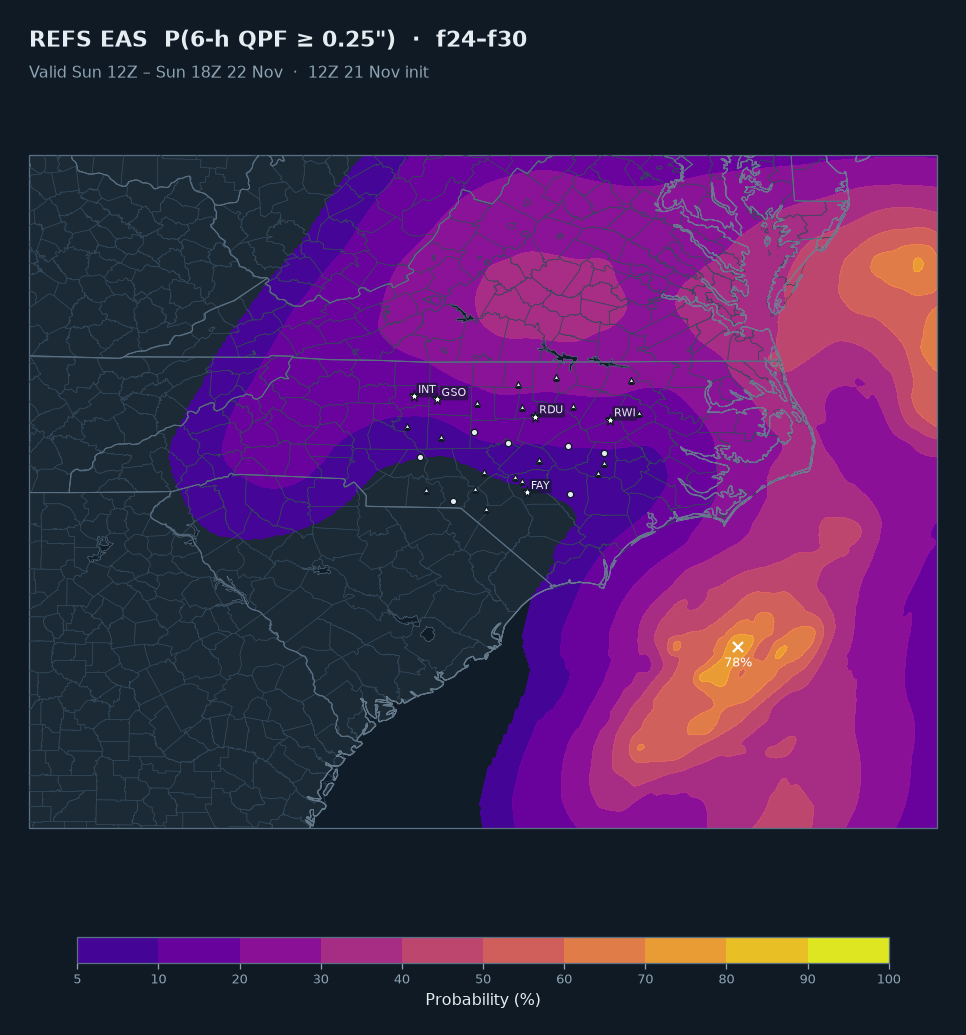 REFS EAS  P(6-h QPF ≥ 0.25")  ·  f24–f30
Valid Sun 12Z – Sun 18Z 22 Nov  ·  12Z 21 Nov init
INT
GSO
RDU
RWI
FAY
78%
5 10 20 30 40 50 60 70 80 90 100
Probability (%)